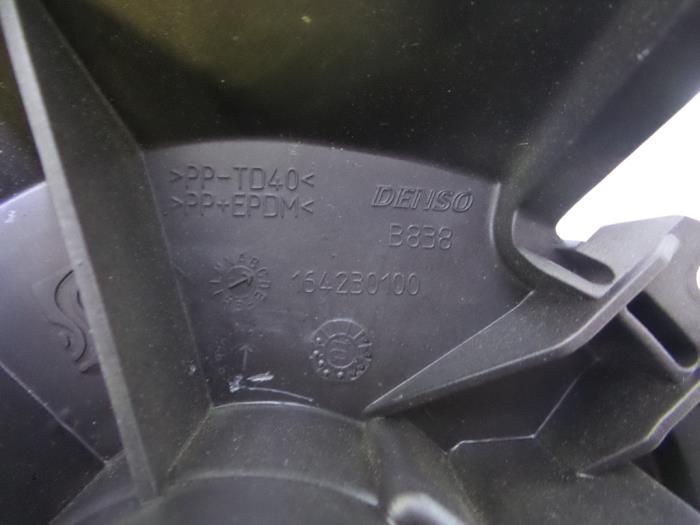 >PP-TD40<
>PP+EPDM<
DENSO
B838
164230100